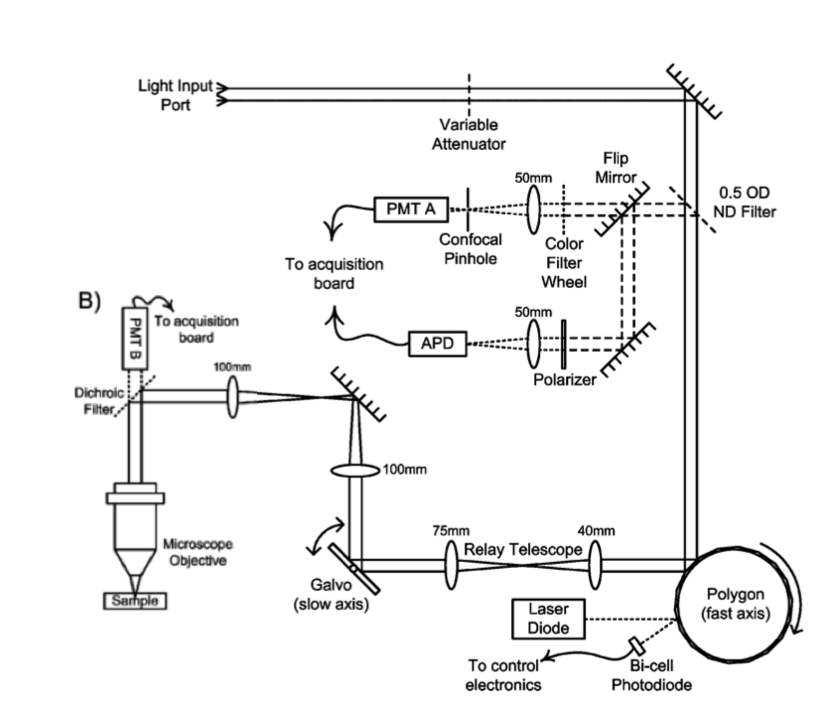 Light Input
Port
Variable
Attenuator
Flip
Mirror
50mm
0.5 OD
ND Filter
PMT A
Confocal
Pinhole
Color
Filter
Wheel
To acquisition
board
B)
To acquisition
board
PMT B
50mm
APD
Polarizer
100mm
Dichroic
Filter
100mm
75mm
Relay Telescope
40mm
Microscope
Objective
Galvo
(slow axis)
Polygon
(fast axis)
Sample
Laser
Diode
To control
electronics
Bi-cell
Photodiode